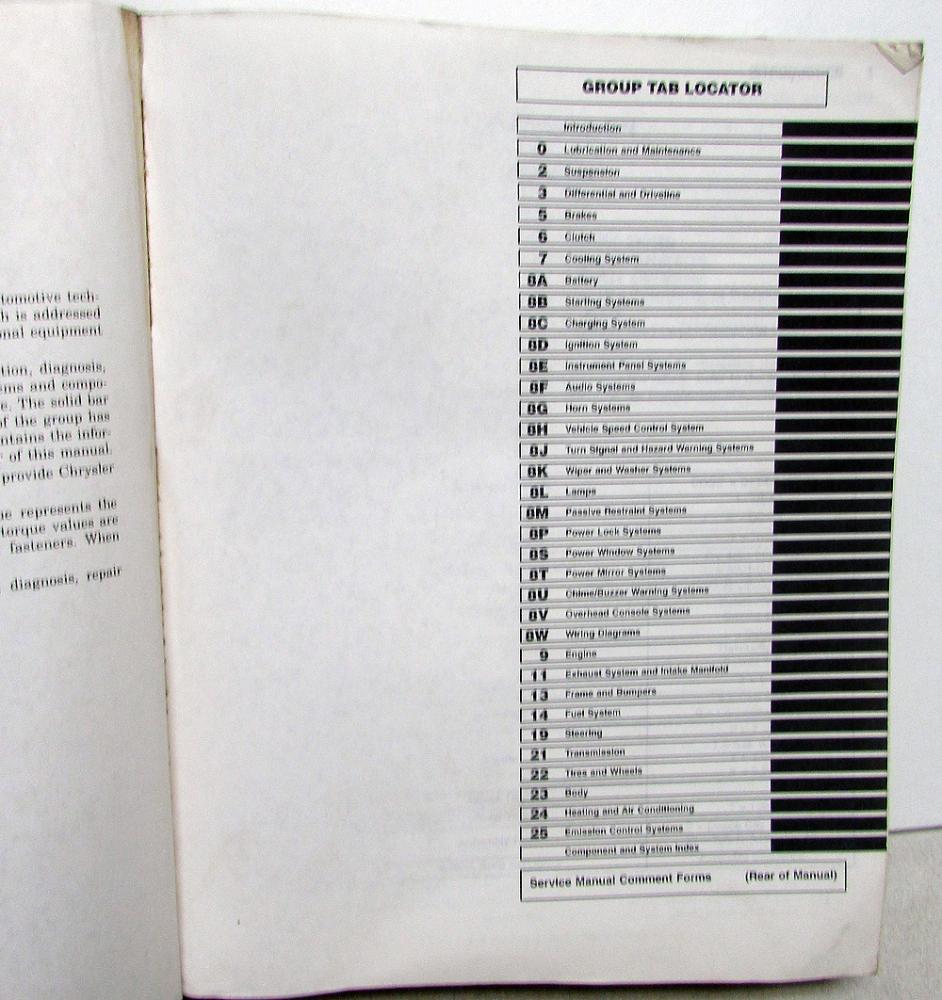 tomotive tech-
h is addressed
nal equipment
tion, diagnosis,
ems and compo-
e. The solid bar
of the group has
ntains the infor-
r of this manual.
provide Chrysler
ne represents the
torque values are
fasteners. When
diagnosis, repair
GROUP TAB LOCATOR
Introduction
0 Lubrication and Maintenance
2 Suspension
3 Differential and Driveline
5 Brakes
6 Clutch
7 Cooling System
8A Battery
8B Starting Systems
8C Charging System
8D Ignition System
8E Instrument Panel Systems
8F Audio Systems
8G Horn Systems
8H Vehicle Speed Control System
8J Turn Signal and Hazard Warning Systems
8K Wiper and Washer Systems
8L Lamps
8M Passive Restraint Systems
8P Power Lock Systems
8S Power Window Systems
8T Power Mirror Systems
8U Chime/Buzzer Warning Systems
8V Overhead Console Systems
8W Wiring Diagrams
9 Engine
11 Exhaust System and Intake Manifold
13 Frame and Bumpers
14 Fuel System
19 Steering
21 Transmission
22 Tires and Wheels
23 Body
24 Heating and Air Conditioning
25 Emission Control Systems
Component and System Index
Service Manual Comment Forms (Rear of Manual)